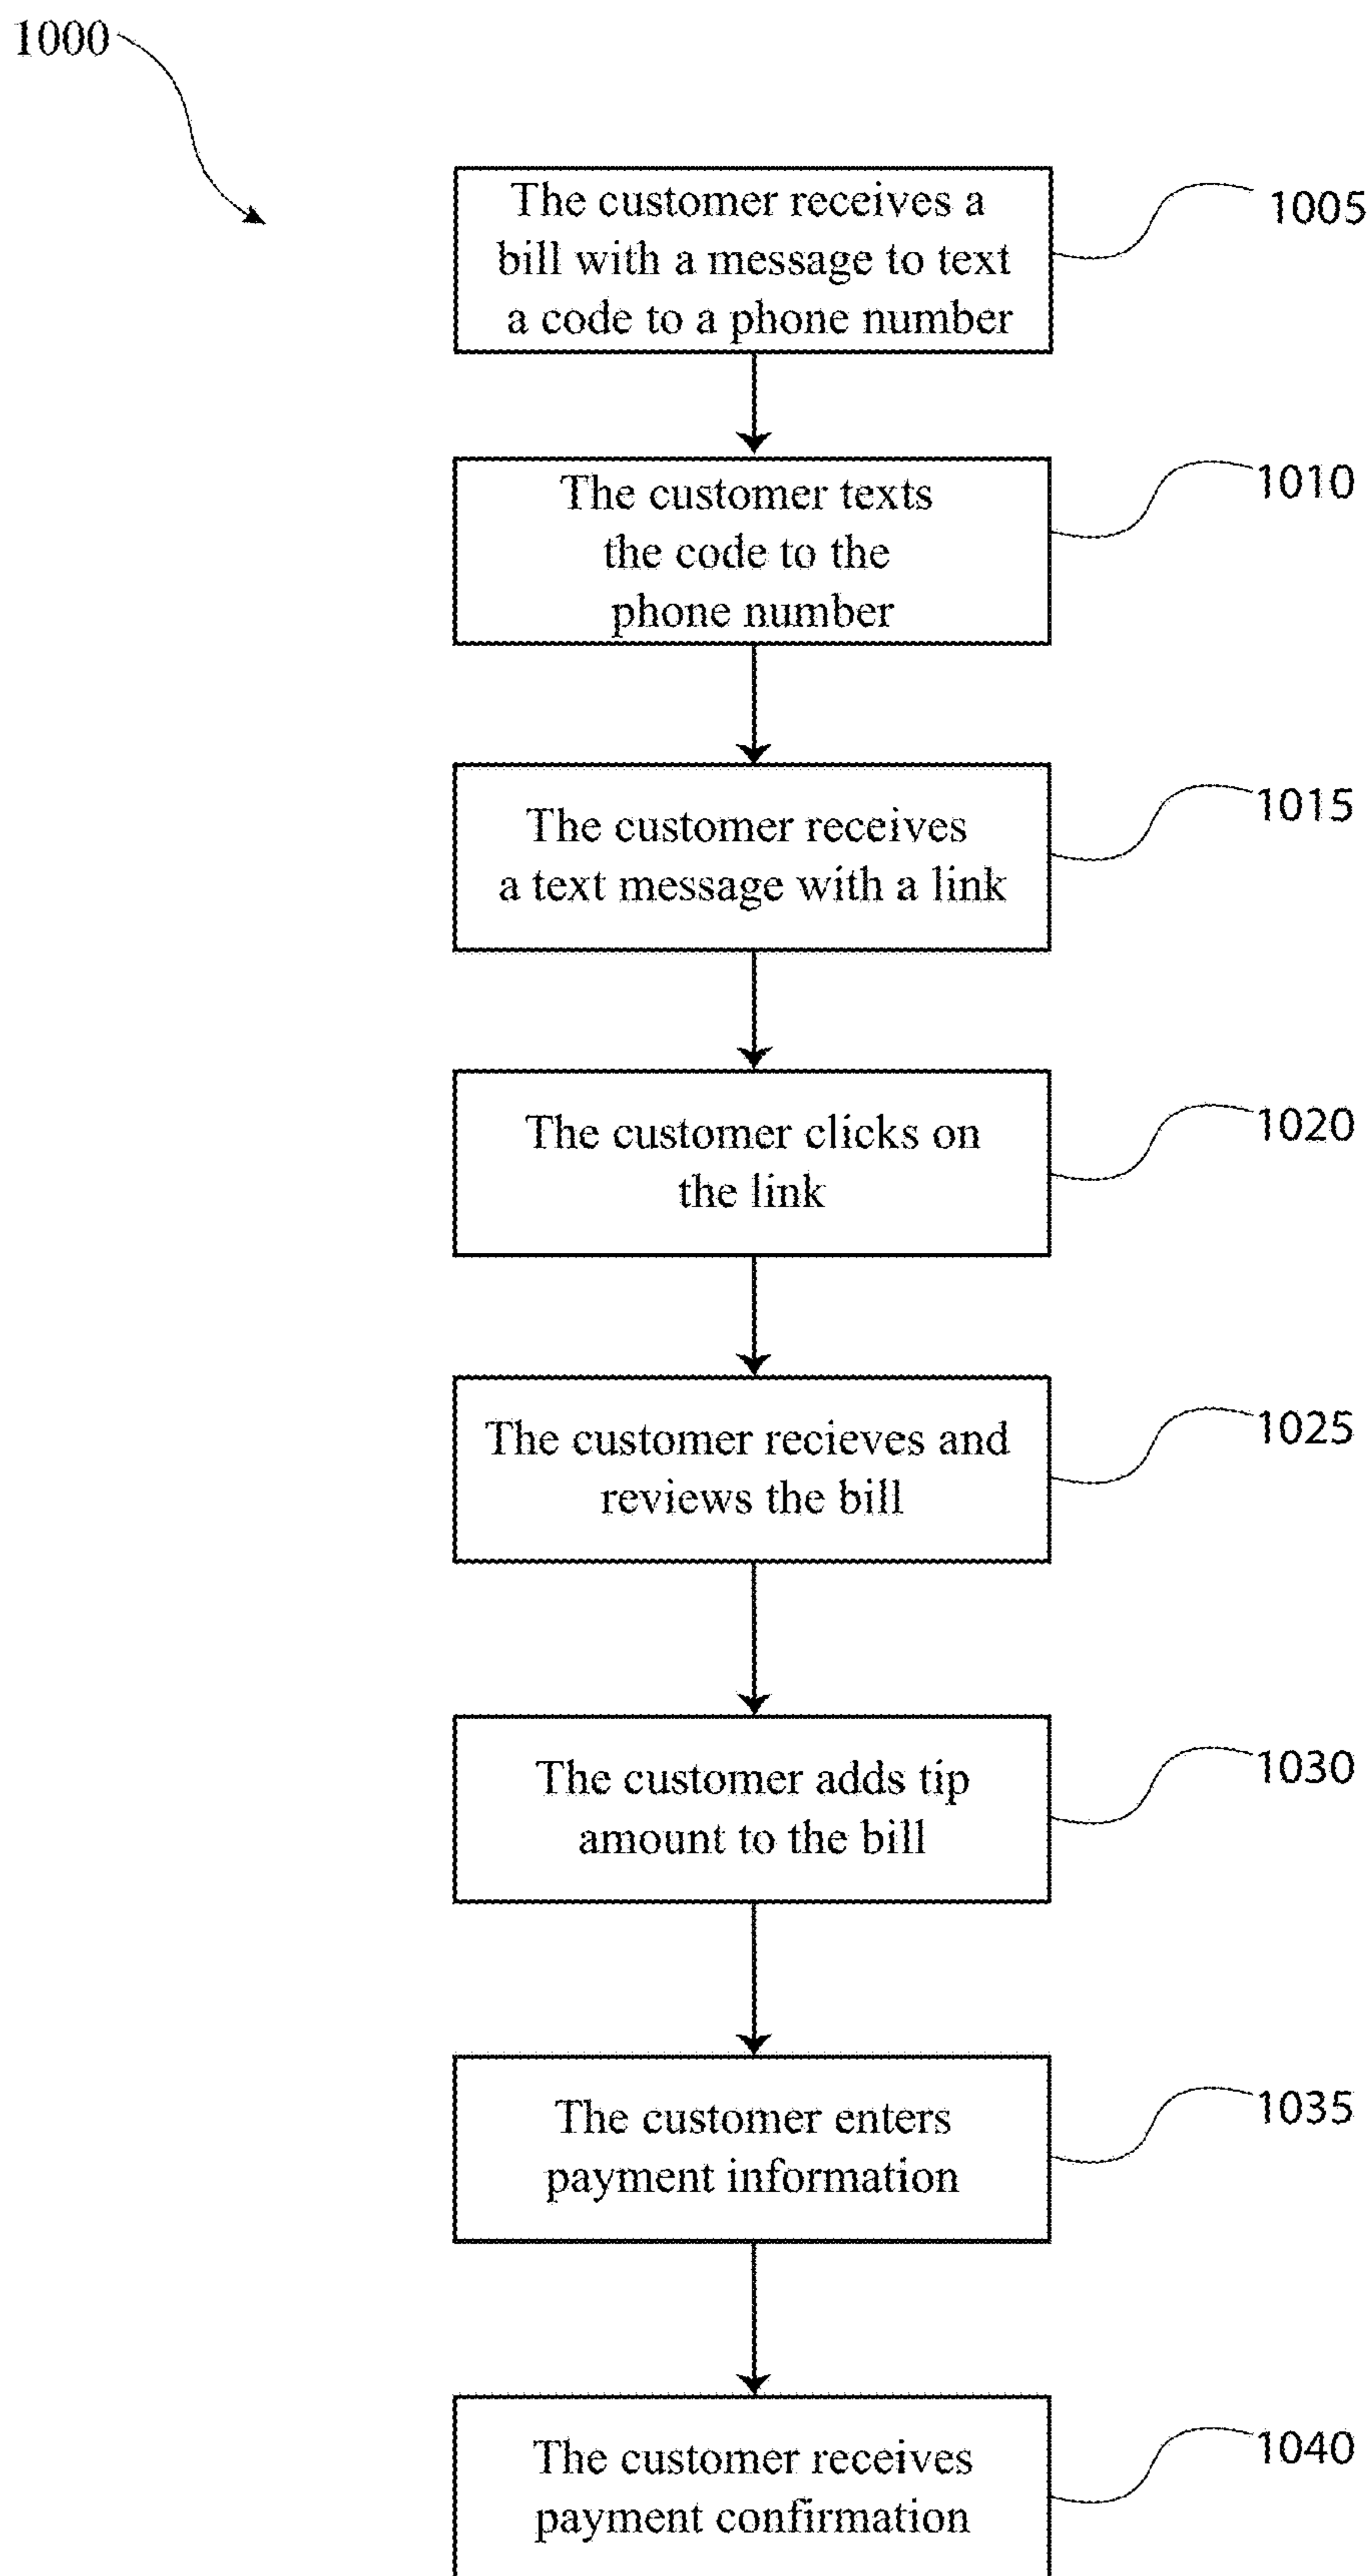 1000
The customer receives a
bill with a message to text
a code to a phone number
1005
The customer texts
the code to the
phone number
1010
The customer receives
a text message with a link
1015
The customer clicks on
the link
1020
The customer recieves and
reviews the bill
1025
The customer adds tip
amount to the bill
1030
The customer enters
payment information
1035
The customer receives
payment confirmation
1040